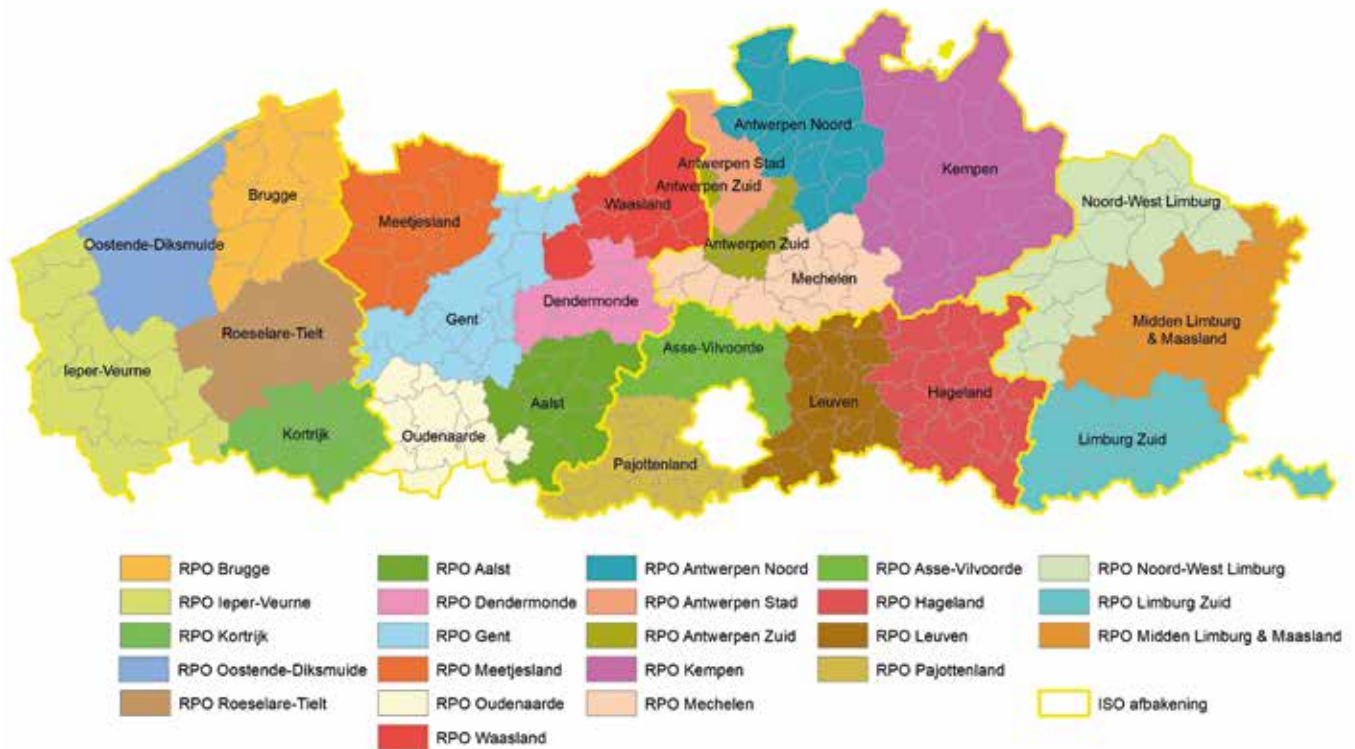 Antwerpen Noord
Antwerpen Stad
Kempen
Antwerpen Zuid
Brugge
Waasland
Noord-West Limburg
Meetjesland
Oostende-Diksmuide
Antwerpen Zuid
Mechelen
Dendermonde
Gent
Midden Limburg
& Maasland
Roeselare-Tielt
Asse-Vilvoorde
Ieper-Veurne
Hageland
Aalst
Leuven
Kortrijk
Oudenaarde
Limburg Zuid
Pajottenland
RPO Brugge
RPO Ieper-Veurne
RPO Kortrijk
RPO Oostende-Diksmuide
RPO Roeselare-Tielt
RPO Aalst
RPO Dendermonde
RPO Gent
RPO Meetjesland
RPO Oudenaarde
RPO Waasland
RPO Antwerpen Noord
RPO Antwerpen Stad
RPO Antwerpen Zuid
RPO Kempen
RPO Mechelen
RPO Asse-Vilvoorde
RPO Hageland
RPO Leuven
RPO Pajottenland
RPO Noord-West Limburg
RPO Limburg Zuid
RPO Midden Limburg & Maasland
ISO afbakening